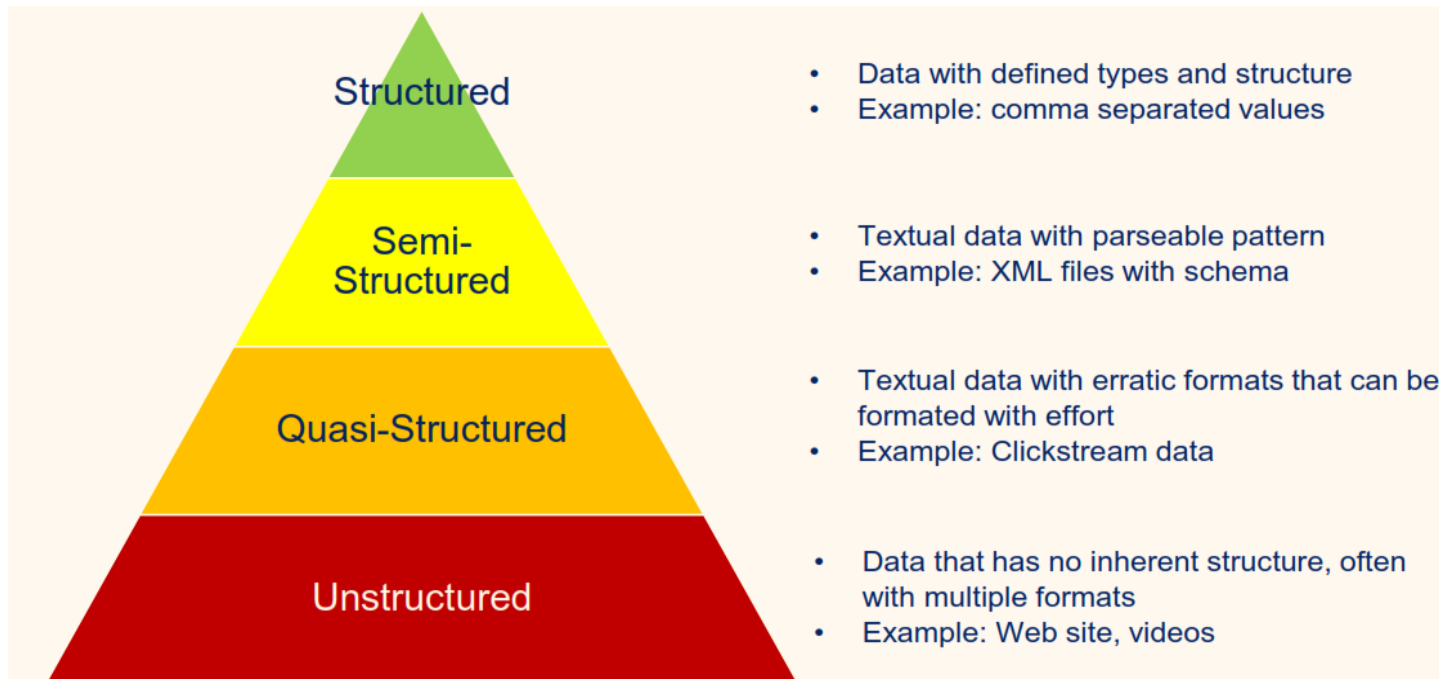 Structured
• Data with defined types and structure
• Example: comma separated values
Semi-
Structured
• Textual data with parseable pattern
• Example: XML files with schema
Quasi-Structured
• Textual data with erratic formats that can be
formated with effort
• Example: Clickstream data
Unstructured
• Data that has no inherent structure, often
with multiple formats
• Example: Web site, videos